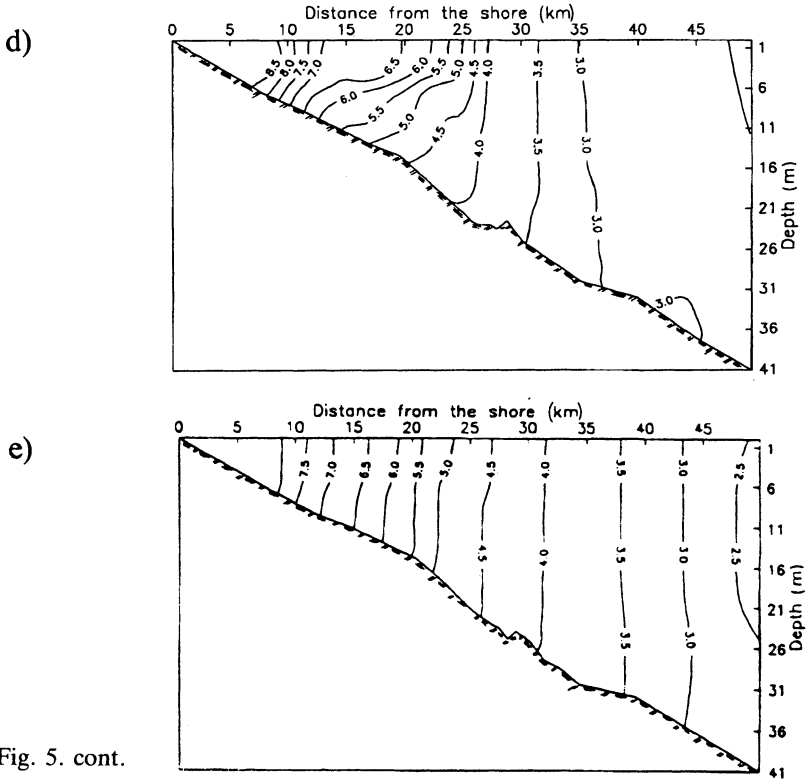 d)
Distance from the shore (km)
0 5 10 15 20 25 30 35 40 45
8.5 8.0 7.5 7.0 6.5 6.0 5.5 5.0 4.5 4.0 3.5 3.0
6.0 5.5 5.0 4.5 4.0 3.5 3.0
3.0
3.0
1
6
11
16
21
26
31
36
41
Depth (m)
e)
Distance from the shore (km)
0 5 10 15 20 25 30 35 40 45
7.5 7.0 6.5 6.0 5.5 5.0 4.5 4.0 3.5 3.0 2.5
4.5 4.0 2.5
3.5 3.0
1
6
11
16
21
26
31
36
41
Depth (m)
Fig. 5. cont.